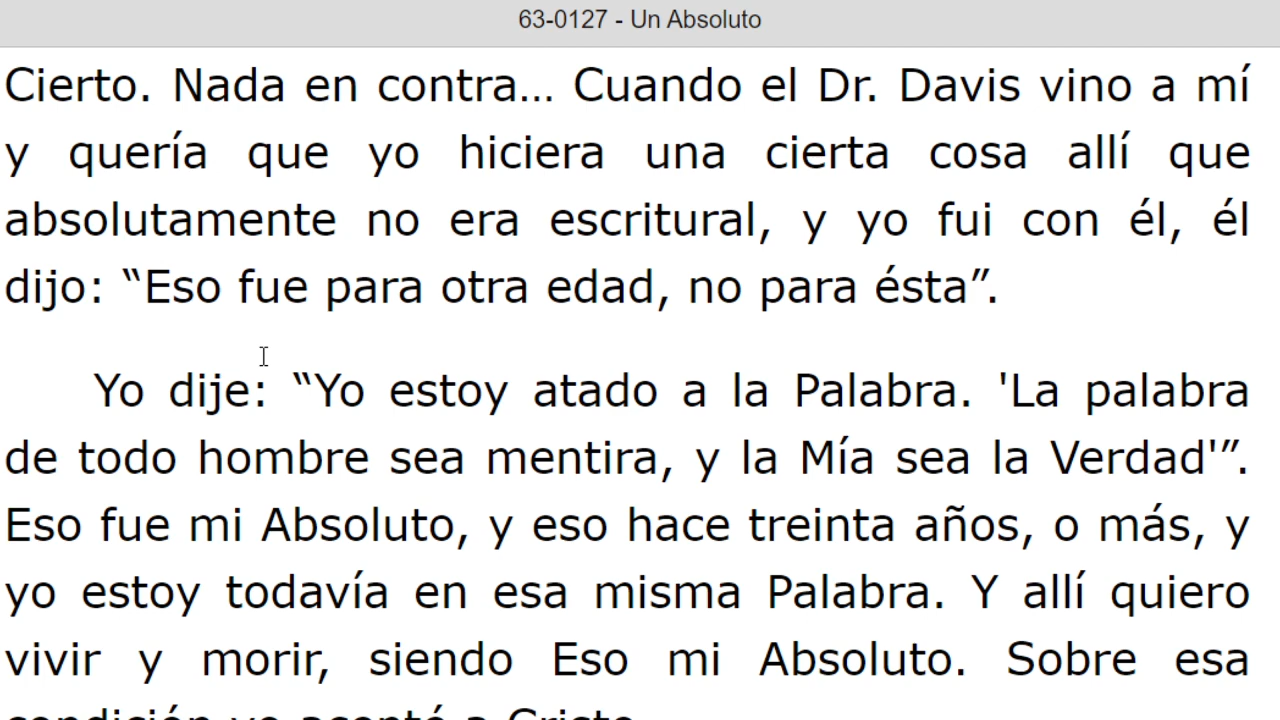 63-0127 - Un Absoluto
Cierto. Nada en contra... Cuando el Dr. Davis vino a mí
y quería que yo hiciera una cierta cosa allí que
absolutamente no era escritural, y yo fui con él, él
dijo: “Eso fue para otra edad, no para ésta”.
Yo dije: “Yo estoy atado a la Palabra. 'La palabra
de todo hombre sea mentira, y la Mía sea la Verdad'”.
Eso fue mi Absoluto, y eso hace treinta años, o más, y
yo estoy todavía en esa misma Palabra. Y allí quiero
vivir y morir, siendo Eso mi Absoluto. Sobre esa
condición yo acepté a Cristo.